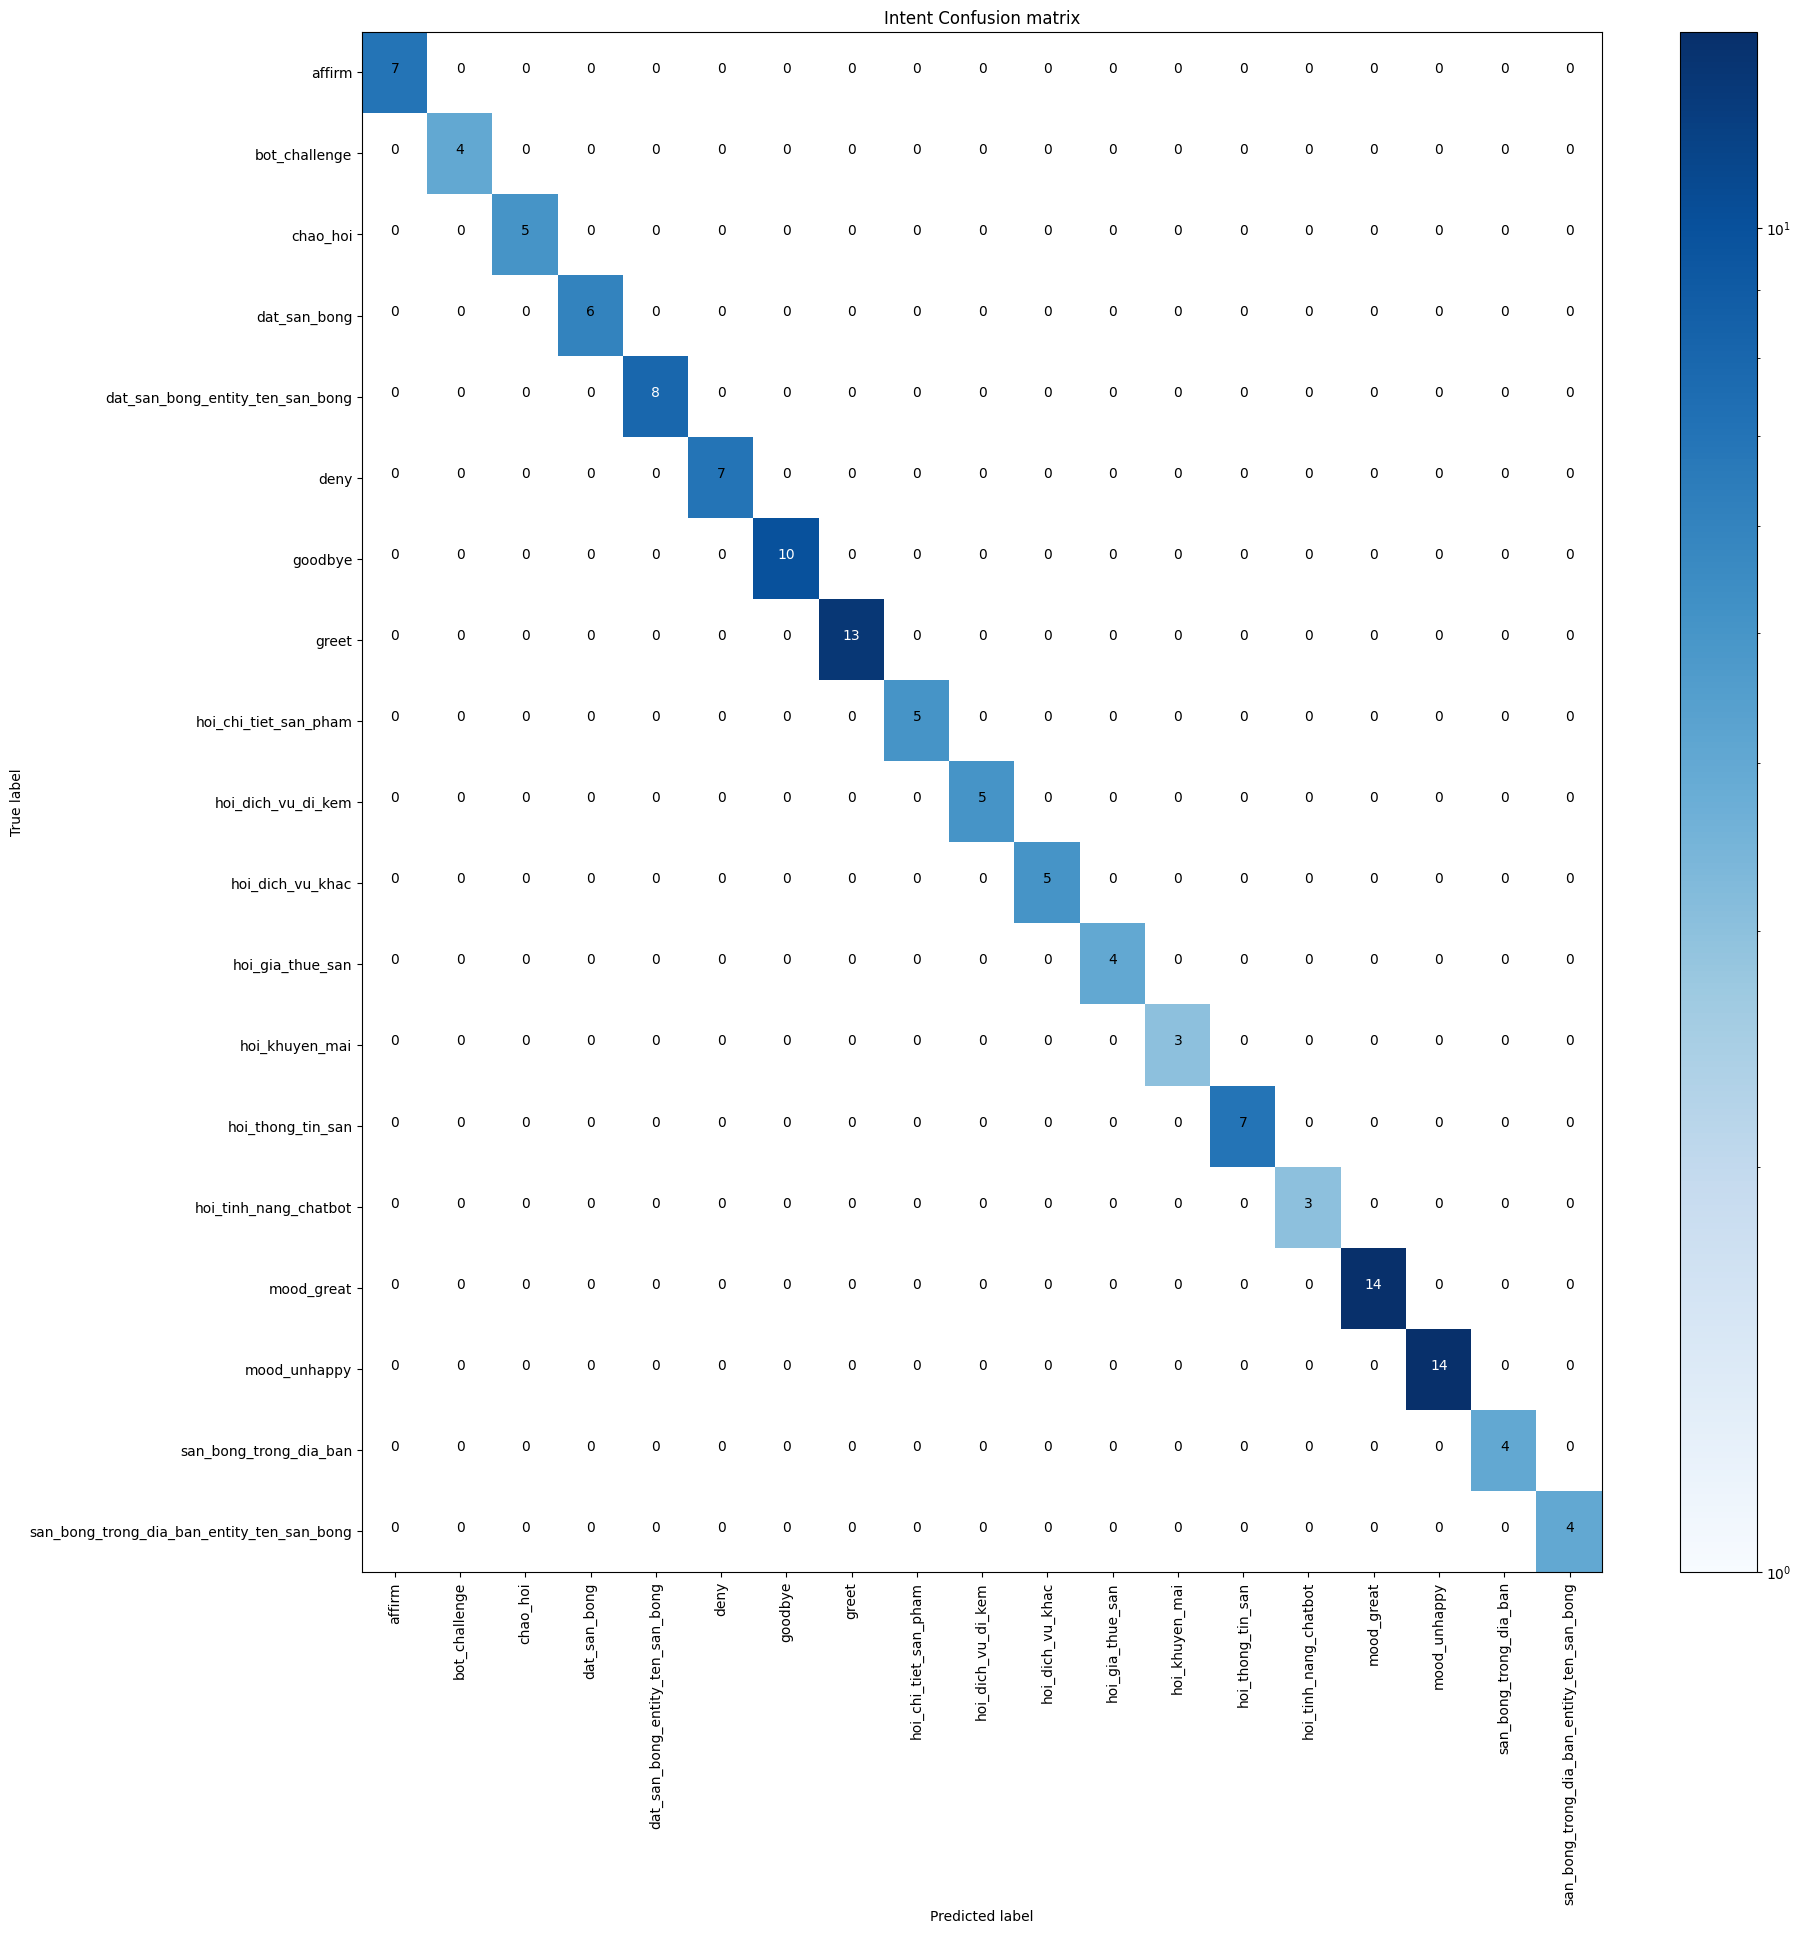 Intent Confusion matrix
affirm 7 0 0 0 0 0 0 0 0 0 0 0 0 0 0 0 0 0 0
bot_challenge 0 4 0 0 0 0 0 0 0 0 0 0 0 0 0 0 0 0 0
chao_hoi 0 0 5 0 0 0 0 0 0 0 0 0 0 0 0 0 0 0 0
10¹
dat_san_bong 0 0 0 6 0 0 0 0 0 0 0 0 0 0 0 0 0 0 0
dat_san_bong_entity_ten_san_bong 0 0 0 0 8 0 0 0 0 0 0 0 0 0 0 0 0 0 0
deny 0 0 0 0 0 7 0 0 0 0 0 0 0 0 0 0 0 0 0
goodbye 0 0 0 0 0 0 10 0 0 0 0 0 0 0 0 0 0 0 0
greet 0 0 0 0 0 0 0 13 0 0 0 0 0 0 0 0 0 0 0
hoi_chi_tiet_san_pham 0 0 0 0 0 0 0 0 5 0 0 0 0 0 0 0 0 0 0
True label
hoi_dich_vu_di_kem 0 0 0 0 0 0 0 0 0 5 0 0 0 0 0 0 0 0 0
hoi_dich_vu_khac 0 0 0 0 0 0 0 0 0 0 5 0 0 0 0 0 0 0 0
hoi_gia_thue_san 0 0 0 0 0 0 0 0 0 0 0 4 0 0 0 0 0 0 0
hoi_khuyen_mai 0 0 0 0 0 0 0 0 0 0 0 0 3 0 0 0 0 0 0
hoi_thong_tin_san 0 0 0 0 0 0 0 0 0 0 0 0 0 7 0 0 0 0 0
hoi_tinh_nang_chatbot 0 0 0 0 0 0 0 0 0 0 0 0 0 0 3 0 0 0 0
mood_great 0 0 0 0 0 0 0 0 0 0 0 0 0 0 0 14 0 0 0
mood_unhappy 0 0 0 0 0 0 0 0 0 0 0 0 0 0 0 0 14 0 0
san_bong_trong_dia_ban 0 0 0 0 0 0 0 0 0 0 0 0 0 0 0 0 0 4 0
san_bong_trong_dia_ban_entity_ten_san_bong 0 0 0 0 0 0 0 0 0 0 0 0 0 0 0 0 0 0 4
10⁰
affirm
bot_challenge
chao_hoi
dat_san_bong
dat_san_bong_entity_ten_san_bong
deny
goodbye
greet
hoi_chi_tiet_san_pham
hoi_dich_vu_di_kem
hoi_dich_vu_khac
hoi_gia_thue_san
hoi_khuyen_mai
hoi_thong_tin_san
hoi_tinh_nang_chatbot
mood_great
mood_unhappy
san_bong_trong_dia_ban
san_bong_trong_dia_ban_entity_ten_san_bong
Predicted label